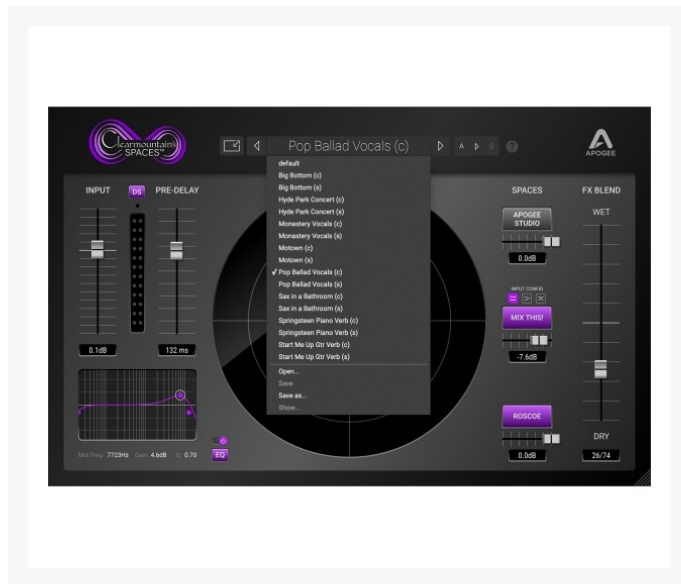 Clearmountain's
SPACES™
Pop Ballad Vocals (c)
A
B
?
APOGEE
INPUT
DS
PRE-DELAY
0.1dB
132 ms
Mid Freq: 7723Hz Gain: 4.6dB Q: 0.70
EQ
default
Big Bottom (c)
Big Bottom (s)
Hyde Park Concert (c)
Hyde Park Concert (s)
Monastery Vocals (c)
Monastery Vocals (s)
Motown (c)
Motown (s)
✓ Pop Ballad Vocals (c)
Pop Ballad Vocals (s)
Sax in a Bathroom (c)
Sax in a Bathroom (s)
Springsteen Piano Verb (c)
Springsteen Piano Verb (s)
Start Me Up Gtr Verb (c)
Start Me Up Gtr Verb (s)
Open...
Save
Save as...
Show...
SPACES
APOGEE
STUDIO
0.0dB
INPUT CONFIG
MIX THIS!
-7.6dB
ROSCOE
0.0dB
FX BLEND
WET
DRY
26/74